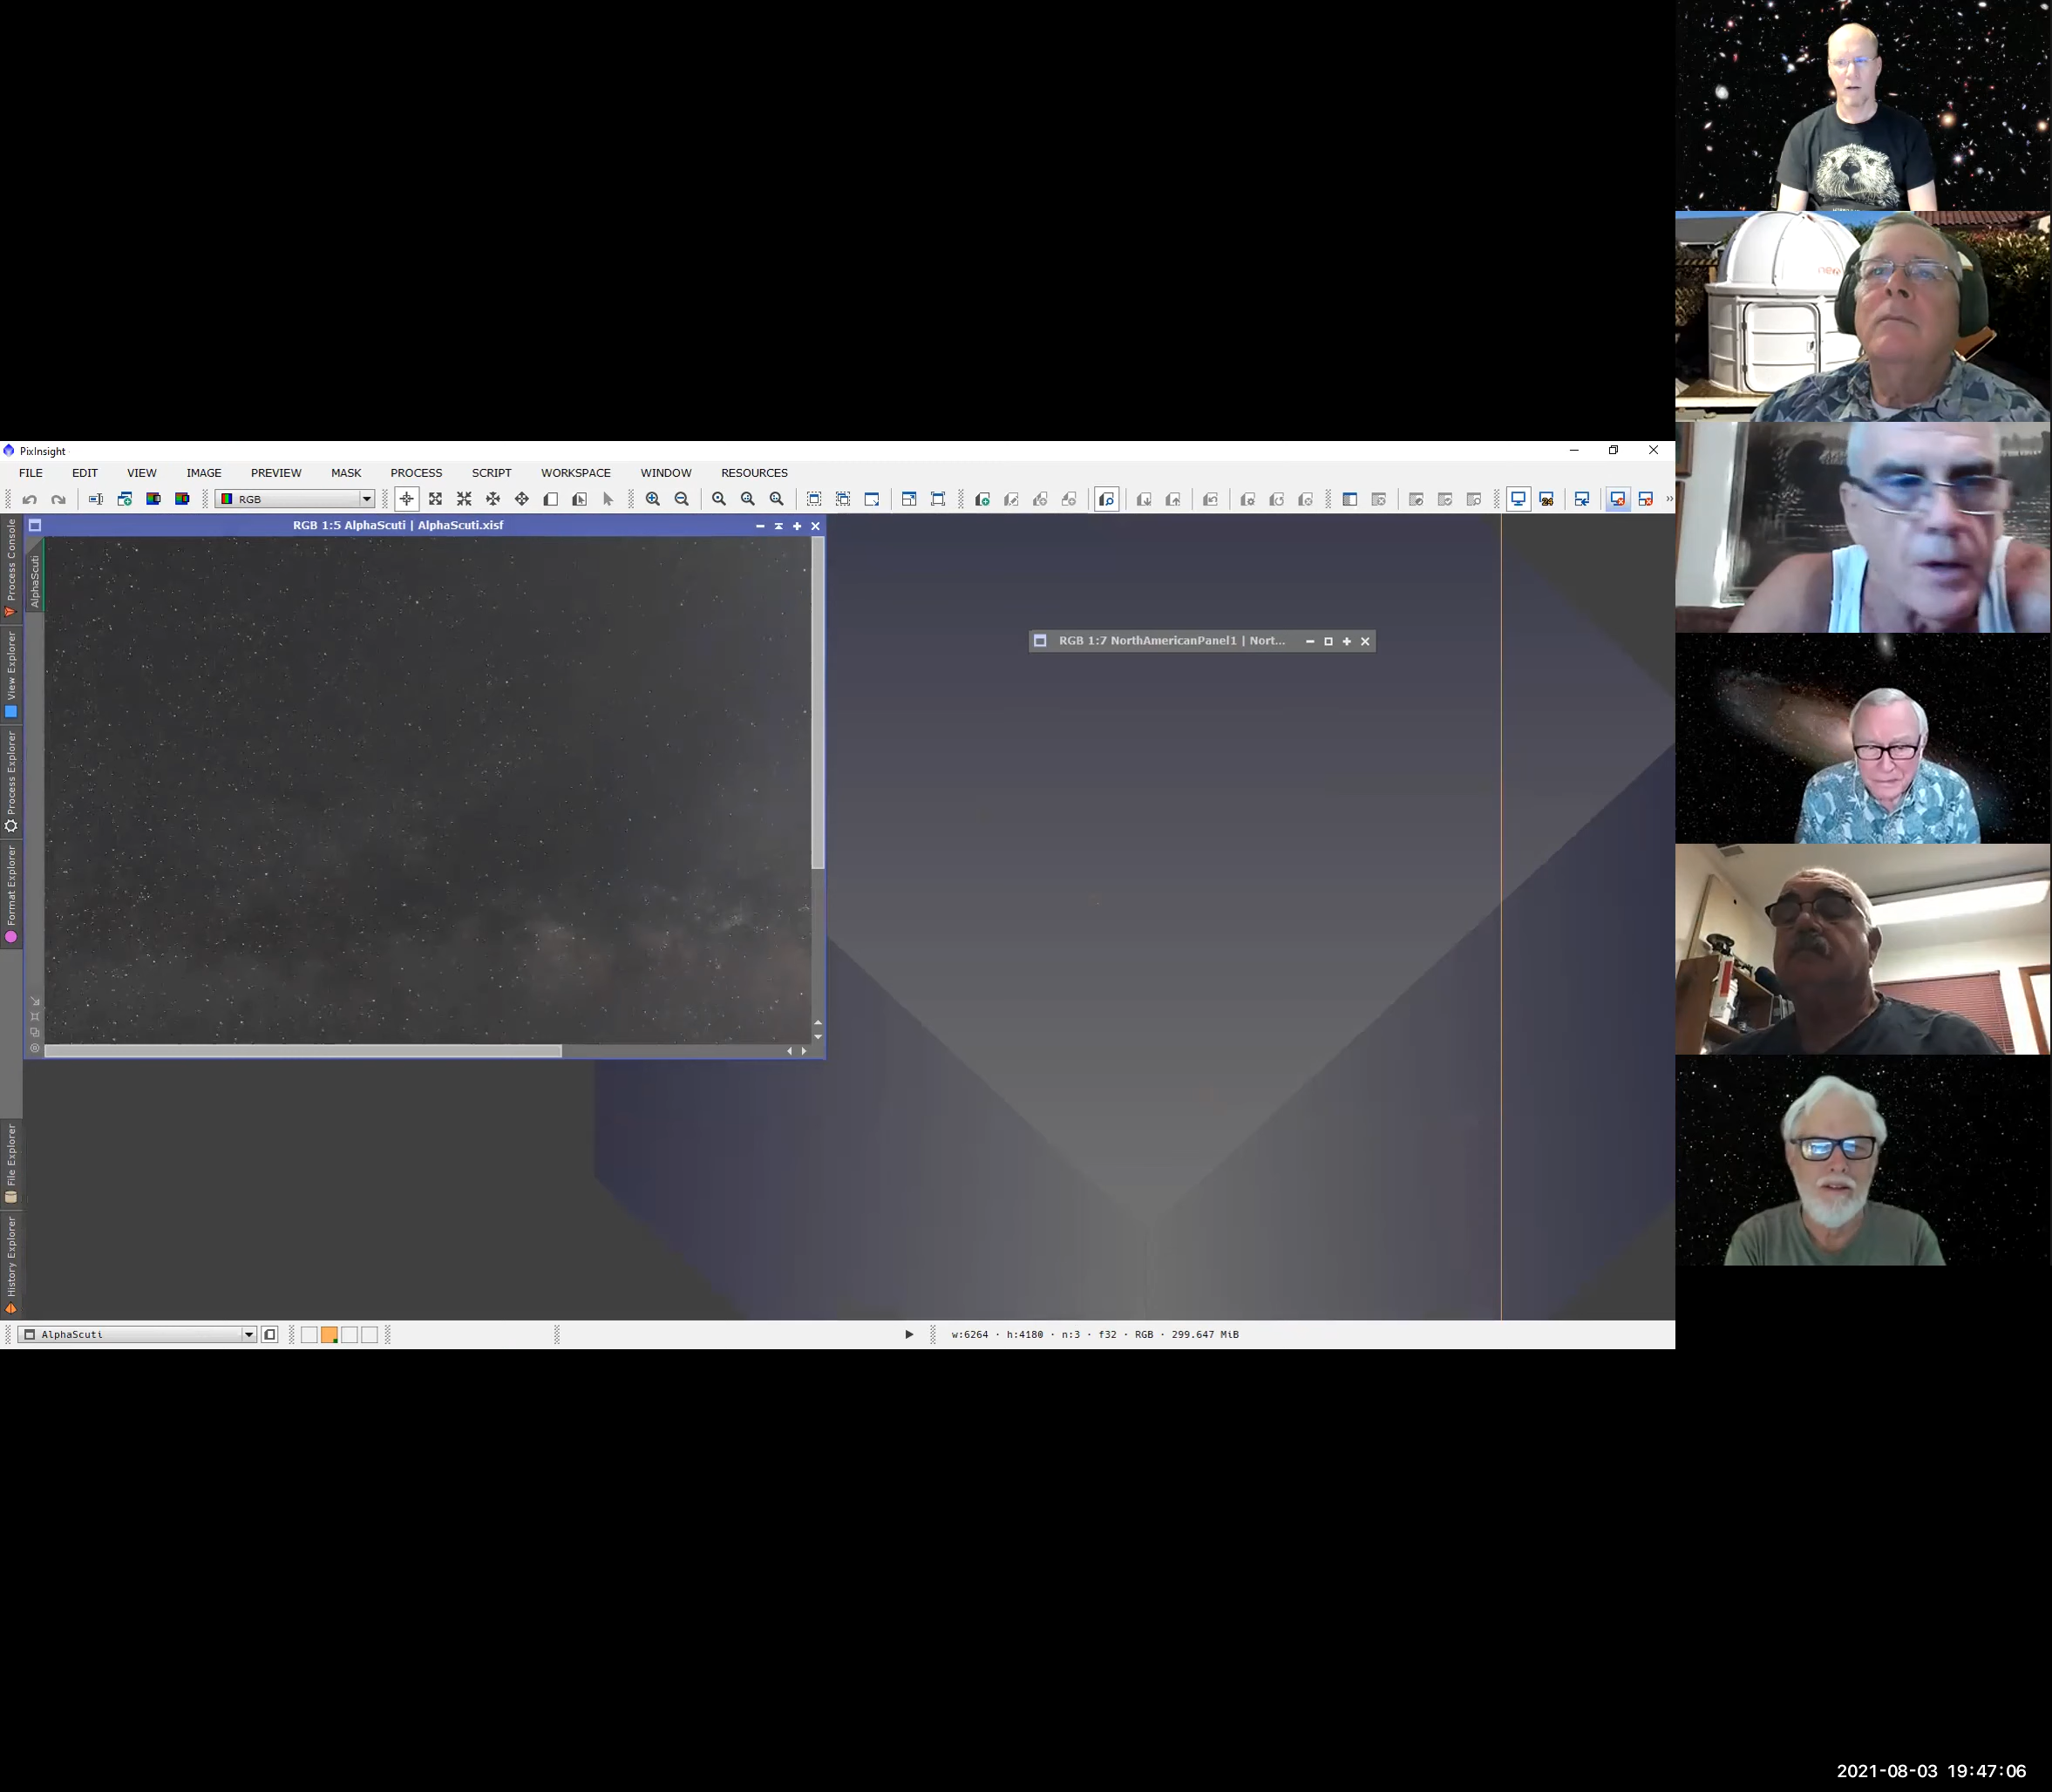 PixInsight
FILE EDIT VIEW IMAGE PREVIEW MASK PROCESS SCRIPT WORKSPACE WINDOW RESOURCES
RGB
RGB 1:5 AlphaScuti | AlphaScuti.xisf
AlphaScuti
RGB 1:7 NorthAmericanPanel1 | Nort...
Process Console
View Explorer
Process Explorer
Format Explorer
File Explorer
History Explorer
AlphaScuti
w:6264 · h:4180 · n:3 · f32 · RGB · 299.647 MiB
2021-08-03 19:47:06